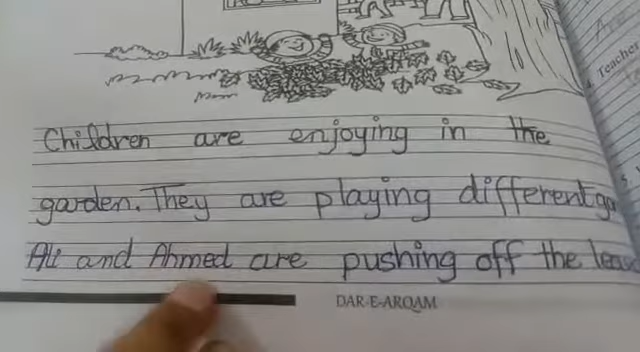 Children are enjoying in the
garden. They are playing different
Ali and Ahmed are pushing off the
DAR-E-ARQAM
Teacher